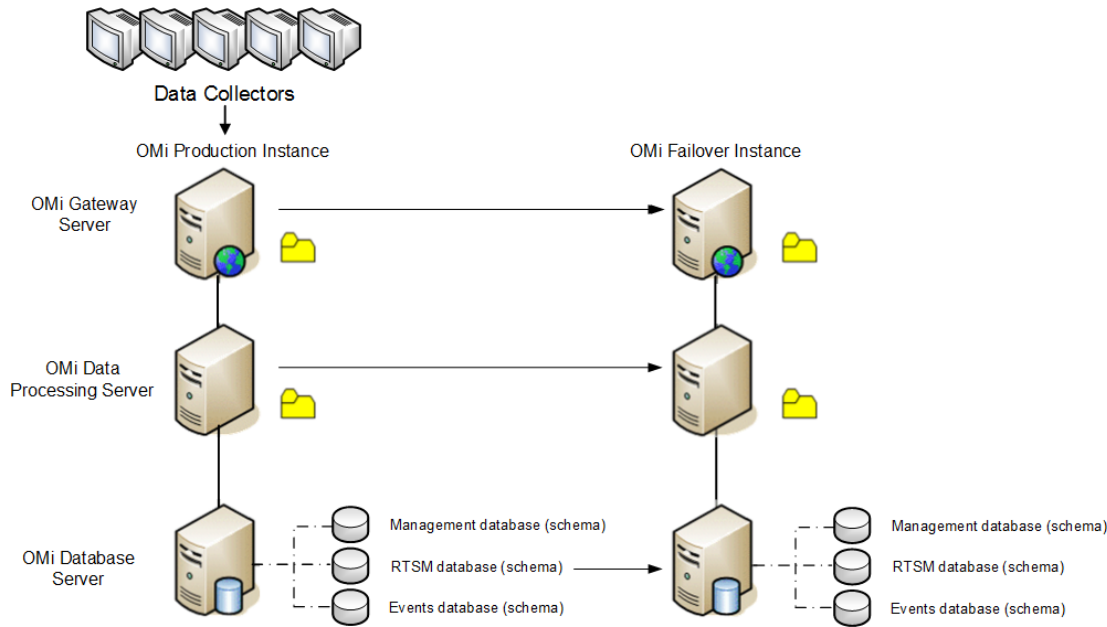 Data Collectors
OMi Production Instance
OMi Failover Instance
OMi Gateway
Server
OMi Data
Processing Server
OMi Database
Server
Management database (schema)
RTSM database (schema)
Events database (schema)
Management database (schema)
RTSM database (schema)
Events database (schema)